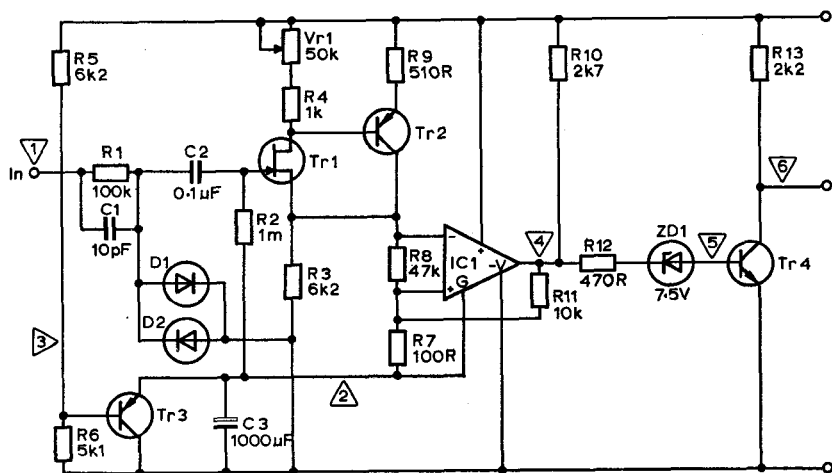 R5
6k2
Vr1
50k
R9
510R
R10
2k7
R13
2k2
R4
1k
Tr2
1
In
R1
100k
C1
10pF
C2
0·1µF
Tr1
R2
1m
6
D1
D2
R3
6k2
R8
47k
-
+
IC1
+
-V
G
4
R11
10k
R12
470R
ZD1
7·5V
5
Tr4
3
R7
100R
2
Tr3
R6
5k1
C3
1000µF